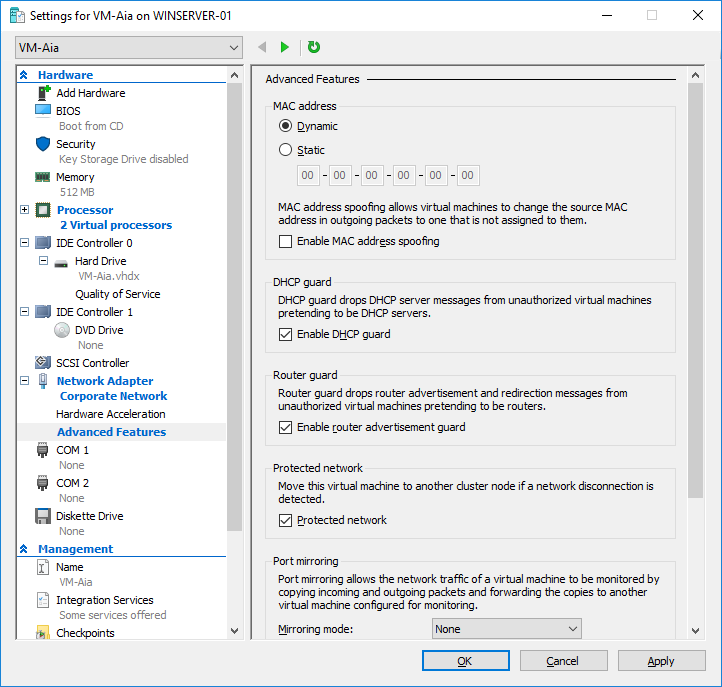 Settings for VM-Aia on WINSERVER-01
VM-Aia
Hardware
Add Hardware
BIOS
Boot from CD
Security
Key Storage Drive disabled
Memory
512 MB
Processor
2 Virtual processors
IDE Controller 0
Hard Drive
VM-Aia.vhdx
Quality of Service
IDE Controller 1
DVD Drive
None
SCSI Controller
Network Adapter
Corporate Network
Hardware Acceleration
Advanced Features
COM 1
None
COM 2
None
Diskette Drive
None
Management
Name
VM-Aia
Integration Services
Some services offered
Checkpoints
Advanced Features
MAC address
Dynamic
Static
00 - 00 - 00 - 00 - 00 - 00
MAC address spoofing allows virtual machines to change the source MAC
address in outgoing packets to one that is not assigned to them.
Enable MAC address spoofing
DHCP guard
DHCP guard drops DHCP server messages from unauthorized virtual machines
pretending to be DHCP servers.
Enable DHCP guard
Router guard
Router guard drops router advertisement and redirection messages from
unauthorized virtual machines pretending to be routers.
Enable router advertisement guard
Protected network
Move this virtual machine to another cluster node if a network disconnection is
detected.
Protected network
Port mirroring
Port mirroring allows the network traffic of a virtual machine to be monitored by
copying incoming and outgoing packets and forwarding the copies to another
virtual machine configured for monitoring.
Mirroring mode: None
OK Cancel Apply